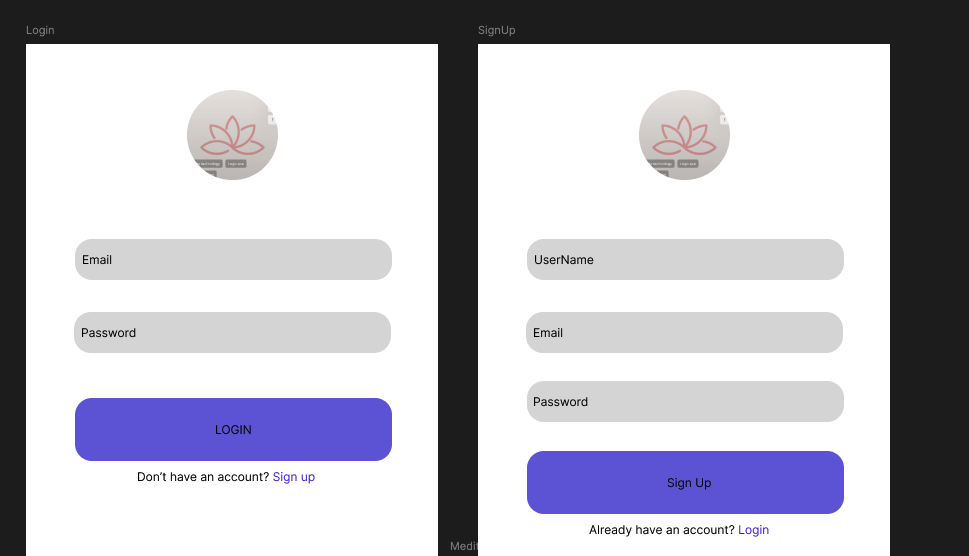 Login
Email
Password
LOGIN
Don't have an account? Sign up
SignUp
UserName
Email
Password
Sign Up
Already have an account? Login
Medit